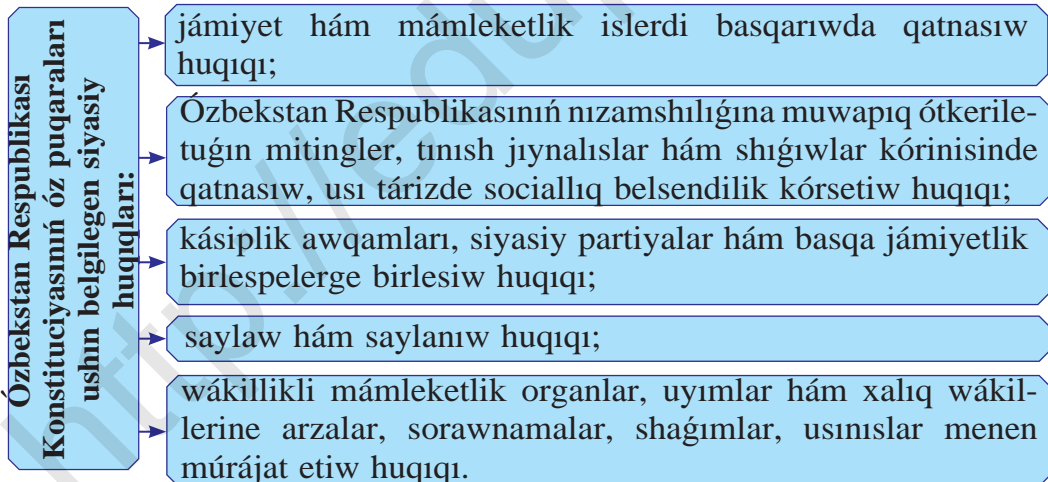 Ózbekstan Respublikası
Konstituciyasınıń óz puqaraları
ushın belgilegen siyasiy
huqıqları:
jámiyet hám mámleketlik islerdi basqarıwda qatnasıw
huqıqı;
Ózbekstan Respublikasınıń nızamshılıǵına muwapıq ótkerile-
tuǵın mitingler, tınısh jıynalıslar hám shıǵıwlar kórinisinde
qatnasıw, usı tárizde sociallıq belsendilik kórsetiw huqıqı;
kásiplik awqamları, siyasiy partiyalar hám basqa jámiyetlik
birlespelerge birlesiw huqıqı;
saylaw hám saylanıw huqıqı;
wákillikli mámleketlik organlar, uyımlar hám xalıq wákil-
lerine arzalar, sorawnamalar, shaǵımlar, usınıslar menen
múrájat etiw huqıqı.
http://edu